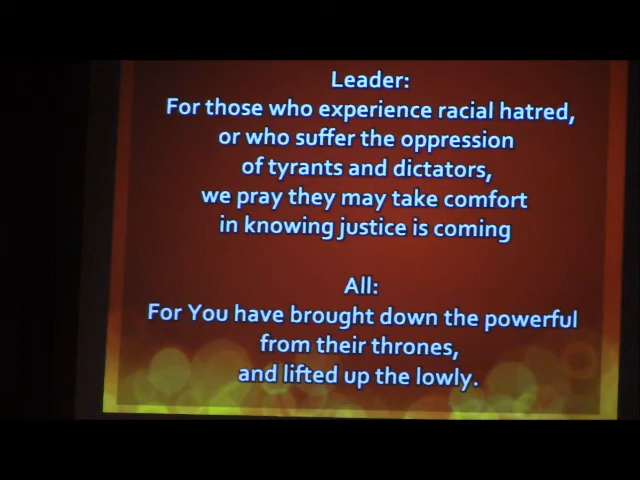 Leader:
For those who experience racial hatred,
or who suffer the oppression
of tyrants and dictators,
we pray they may take comfort
in knowing justice is coming
All:
For You have brought down the powerful
from their thrones,
and lifted up the lowly.